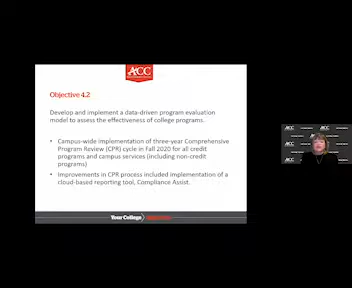 ACC
Objective 4.2
Develop and implement a data-driven program evaluation
model to assess the effectiveness of college programs.
• Campus-wide implementation of three-year Comprehensive
Program Review (CPR) cycle in Fall 2020 for all credit
programs and campus services (including non-credit
programs)
• Improvements in CPR process included implementation of a
cloud-based reporting tool, Compliance Assist.
Your College
ACC
ACC
ACC